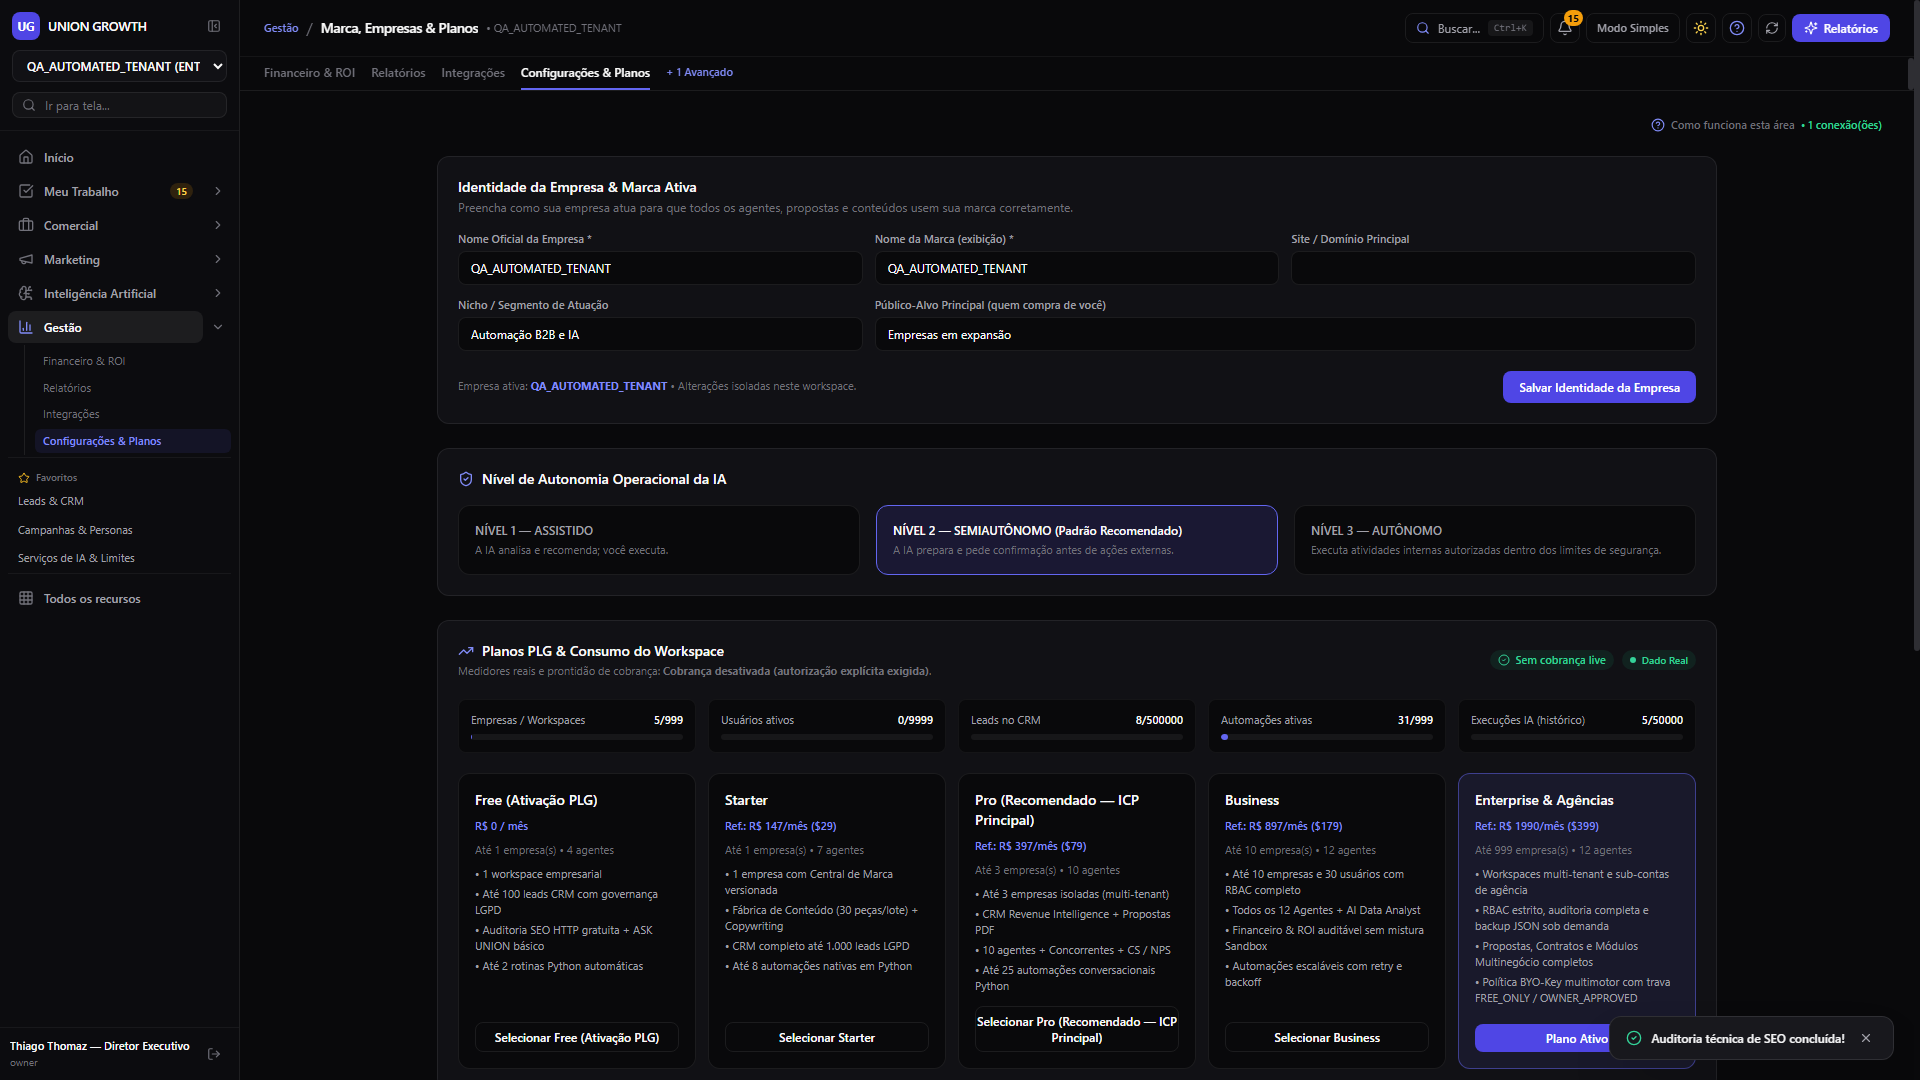 UG UNION GROWTH
QA_AUTOMATED_TENANT (ENT
Ir para tela...
Início
Meu Trabalho 15
Comercial
Marketing
Inteligência Artificial
Gestão
Financeiro & ROI
Relatórios
Integrações
Configurações & Planos
Favoritos
Leads & CRM
Campanhas & Personas
Serviços de IA & Limites
Todos os recursos
Thiago Thomaz — Diretor Executivo
owner
Gestão / Marca, Empresas & Planos • QA_AUTOMATED_TENANT
Buscar... Ctrl+K
15
Modo Simples
Relatórios
Financeiro & ROI Relatórios Integrações Configurações & Planos + 1 Avançado
Como funciona esta área • 1 conexão(ões)
Identidade da Empresa & Marca Ativa
Preencha como sua empresa atua para que todos os agentes, propostas e conteúdos usem sua marca corretamente.
Nome Oficial da Empresa *
QA_AUTOMATED_TENANT
Nome da Marca (exibição) *
QA_AUTOMATED_TENANT
Site / Domínio Principal
Nicho / Segmento de Atuação
Automação B2B e IA
Público-Alvo Principal (quem compra de você)
Empresas em expansão
Empresa ativa: QA_AUTOMATED_TENANT • Alterações isoladas neste workspace.
Salvar Identidade da Empresa
Nível de Autonomia Operacional da IA
NÍVEL 1 — ASSISTIDO
A IA analisa e recomenda; você executa.
NÍVEL 2 — SEMIAUTÔNOMO (Padrão Recomendado)
A IA prepara e pede confirmação antes de ações externas.
NÍVEL 3 — AUTÔNOMO
Executa atividades internas autorizadas dentro dos limites de segurança.
Planos PLG & Consumo do Workspace
Medidores reais e prontidão de cobrança: Cobrança desativada (autorização explícita exigida).
Sem cobrança live
Dado Real
Empresas / Workspaces 5/999
Usuários ativos 0/9999
Leads no CRM 8/500000
Automações ativas 31/999
Execuções IA (histórico) 5/50000
Free (Ativação PLG)
R$ 0 / mês
Até 1 empresa(s) • 4 agentes
• 1 workspace empresarial
• Até 100 leads CRM com governança
LGPD
• Auditoria SEO HTTP gratuita + ASK
UNION básico
• Até 2 rotinas Python automáticas
Selecionar Free (Ativação PLG)
Starter
Ref.: R$ 147/mês ($29)
Até 1 empresa(s) • 7 agentes
• 1 empresa com Central de Marca
versionada
• Fábrica de Conteúdo (30 peças/lote) +
Copywriting
• CRM completo até 1.000 leads LGPD
• Até 8 automações nativas em Python
Selecionar Starter
Pro (Recomendado — ICP
Principal)
Ref.: R$ 397/mês ($79)
Até 3 empresa(s) • 10 agentes
• Até 3 empresas isoladas (multi-tenant)
• CRM Revenue Intelligence + Propostas
PDF
• 10 agentes + Concorrentes + CS / NPS
• Até 25 automações conversacionais
Python
Selecionar Pro (Recomendado — ICP
Principal)
Business
Ref.: R$ 897/mês ($179)
Até 10 empresa(s) • 12 agentes
• Até 10 empresas e 30 usuários com
RBAC completo
• Todos os 12 Agentes + AI Data Analyst
• Financeiro & ROI auditável sem mistura
Sandbox
• Automações escaláveis com retry e
backoff
Selecionar Business
Enterprise & Agências
Ref.: R$ 1990/mês ($399)
Até 999 empresa(s) • 12 agentes
• Workspaces multi-tenant e sub-contas
de agência
• RBAC estrito, auditoria completa e
backup JSON sob demanda
• Propostas, Contratos e Módulos
Multinegócio completos
• Política BYO-Key multimotor com trava
FREE_ONLY / OWNER_APPROVED
Plano Ativo
Auditoria técnica de SEO concluída!